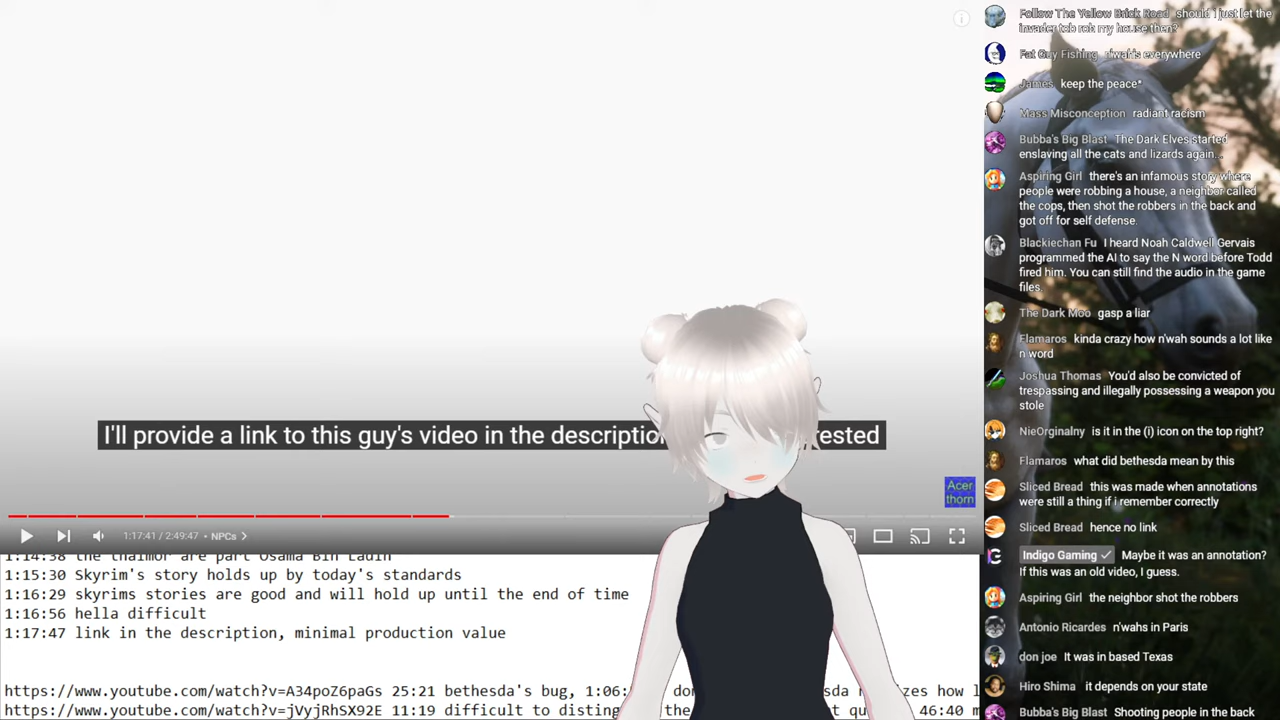 I'll provide a link to this guy's video in the description rested
Acer
thorn
1:17:41 / 2:49:47 • NPCs >
1:14:38 the thalmor are part Osama Bin Ladin
1:15:30 Skyrim's story holds up by today's standards
1:16:29 skyrims stories are good and will hold up until the end of time
1:16:56 hella difficult
1:17:47 link in the description, minimal production value
https://www.youtube.com/watch?v=A34poZ6paGs 25:21 bethesda's bug, 1:06:
https://www.youtube.com/watch?v=jVyjRhSX92E 11:19 difficult to 46:40
Follow The Yellow Brick Road should i just let the
invader tob rob my house then?
Fat Guy Fishing n'wahs everywhere
James keep the peace*
Mass Misconception radiant racism
Bubba's Big Blast The Dark Elves started
enslaving all the cats and lizards again...
Aspiring Girl there's an infamous story where
people were robbing a house, a neighbor called
the cops, then shot the robbers in the back and
got off for self defense.
Blackiechan Fu I heard Noah Caldwell Gervais
programmed the AI to say the N word before Todd
fired him. You can still find the audio in the game
files.
The Dark Moo gasp a liar
Flamaros kinda crazy how n'wah sounds a lot like
n word
Joshua Thomas You'd also be convicted of
trespassing and illegally possessing a weapon you
stole
NieOrginalny is it in the (i) icon on the top right?
Flamaros what did bethesda mean by this
Sliced Bread this was made when annotations
were still a thing if i remember correctly
Sliced Bread hence no link
Indigo Gaming ✓ Maybe it was an annotation?
If this was an old video, I guess.
Aspiring Girl the neighbor shot the robbers
Antonio Ricardes n'wahs in Paris
don joe It was in based Texas
Hiro Shima it depends on your state
Bubba's Big Blast Shooting people in the back